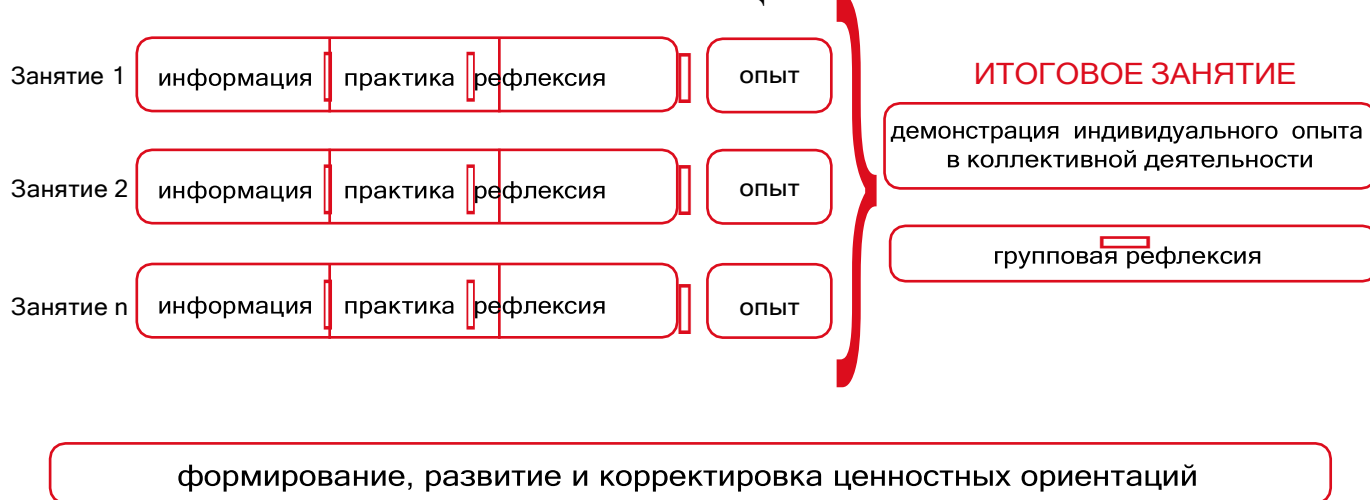 Занятие 1 информация практика рефлексия опыт
Занятие 2 информация практика рефлексия опыт
Занятие n информация практика рефлексия опыт
ИТОГОВОЕ ЗАНЯТИЕ
демонстрация индивидуального опыта
в коллективной деятельности
групповая рефлексия
формирование, развитие и корректировка ценностных ориентаций